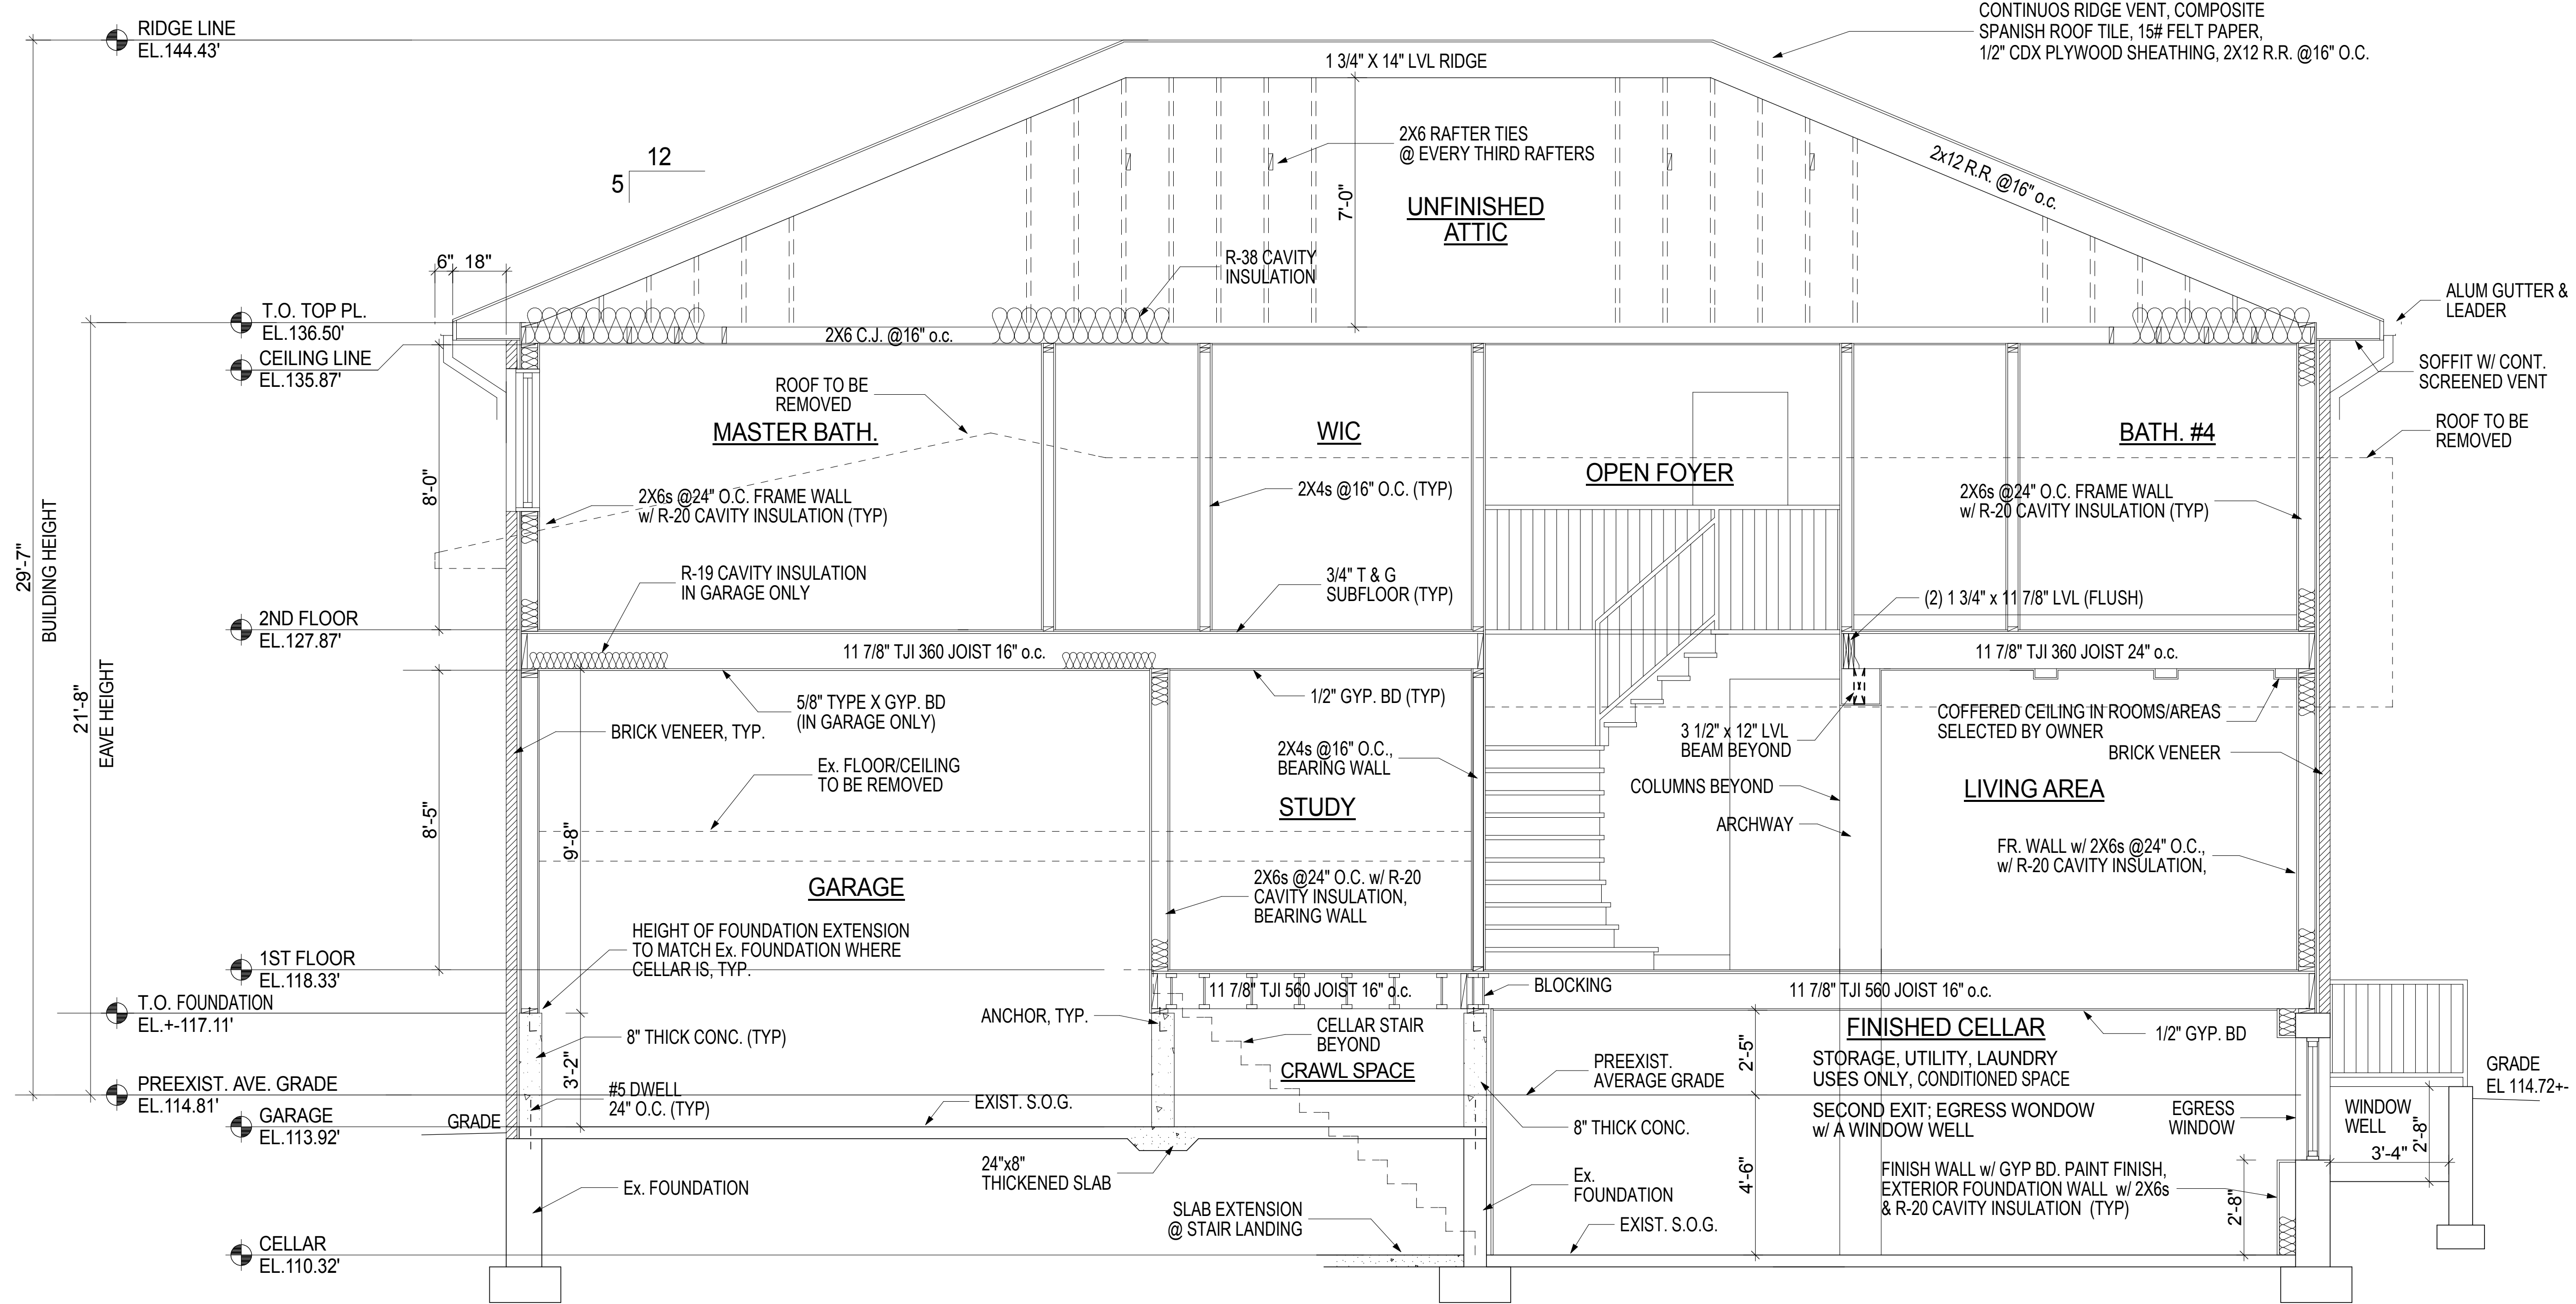 RIDGE LINE
EL.144.43'
CONTINUOS RIDGE VENT, COMPOSITE
SPANISH ROOF TILE, 15# FELT PAPER,
1/2" CDX PLYWOOD SHEATHING, 2X12 R.R. @16" O.C.
1 3/4" X 14" LVL RIDGE
12
5
2X6 RAFTER TIES
@ EVERY THIRD RAFTERS
2x12 R.R. @16" o.c.
7'-0"
UNFINISHED
ATTIC
R-38 CAVITY
INSULATION
6"
18"
T.O. TOP PL.
EL.136.50'
CEILING LINE
EL.135.87'
2X6 C.J. @16" o.c.
ALUM GUTTER &
LEADER
SOFFIT W/ CONT.
SCREENED VENT
ROOF TO BE
REMOVED
ROOF TO BE
REMOVED
MASTER BATH.
WIC
OPEN FOYER
BATH. #4
8'-0"
2X6s @24" O.C. FRAME WALL
w/ R-20 CAVITY INSULATION (TYP)
2X4s @16" O.C. (TYP)
2X6s @24" O.C. FRAME WALL
w/ R-20 CAVITY INSULATION (TYP)
29'-7"
BUILDING HEIGHT
R-19 CAVITY INSULATION
IN GARAGE ONLY
3/4" T & G
SUBFLOOR (TYP)
(2) 1 3/4" x 11 7/8" LVL (FLUSH)
2ND FLOOR
EL.127.87'
11 7/8" TJI 360 JOIST 16" o.c.
11 7/8" TJI 360 JOIST 24" o.c.
21'-8"
EAVE HEIGHT
5/8" TYPE X GYP. BD
(IN GARAGE ONLY)
1/2" GYP. BD (TYP)
BRICK VENEER, TYP.
3 1/2" x 12" LVL
BEAM BEYOND
COFFERED CEILING IN ROOMS/AREAS
SELECTED BY OWNER
BRICK VENEER
2X4s @16" O.C.,
BEARING WALL
Ex. FLOOR/CEILING
TO BE REMOVED
COLUMNS BEYOND
LIVING AREA
STUDY
ARCHWAY
8'-5"
9'-8"
FR. WALL w/ 2X6s @24" O.C.,
w/ R-20 CAVITY INSULATION,
GARAGE
2X6s @24" O.C. w/ R-20
CAVITY INSULATION,
BEARING WALL
HEIGHT OF FOUNDATION EXTENSION
TO MATCH Ex. FOUNDATION WHERE
CELLAR IS, TYP.
1ST FLOOR
EL.118.33'
T.O. FOUNDATION
EL.+-117.11'
11 7/8" TJI 560 JOIST 16" o.c.
BLOCKING
11 7/8" TJI 560 JOIST 16" o.c.
ANCHOR, TYP.
CELLAR STAIR
BEYOND
FINISHED CELLAR
1/2" GYP. BD
8" THICK CONC. (TYP)
STORAGE, UTILITY, LAUNDRY
USES ONLY, CONDITIONED SPACE
CRAWL SPACE
PREEXIST.
AVERAGE GRADE
2'-5"
3'-2"
GRADE
EL 114.72+-
PREEXIST. AVE. GRADE
EL.114.81'
#5 DWELL
24" O.C. (TYP)
EXIST. S.O.G.
SECOND EXIT; EGRESS WONDOW
w/ A WINDOW WELL
EGRESS
WINDOW
WINDOW
WELL
2'-8"
3'-4"
GARAGE
EL.113.92'
GRADE
8" THICK CONC.
24"x8"
THICKENED SLAB
Ex. FOUNDATION
Ex.
FOUNDATION
4'-6"
FINISH WALL w/ GYP BD. PAINT FINISH,
EXTERIOR FOUNDATION WALL w/ 2X6s
& R-20 CAVITY INSULATION (TYP)
2'-8"
SLAB EXTENSION
@ STAIR LANDING
EXIST. S.O.G.
CELLAR
EL.110.32'